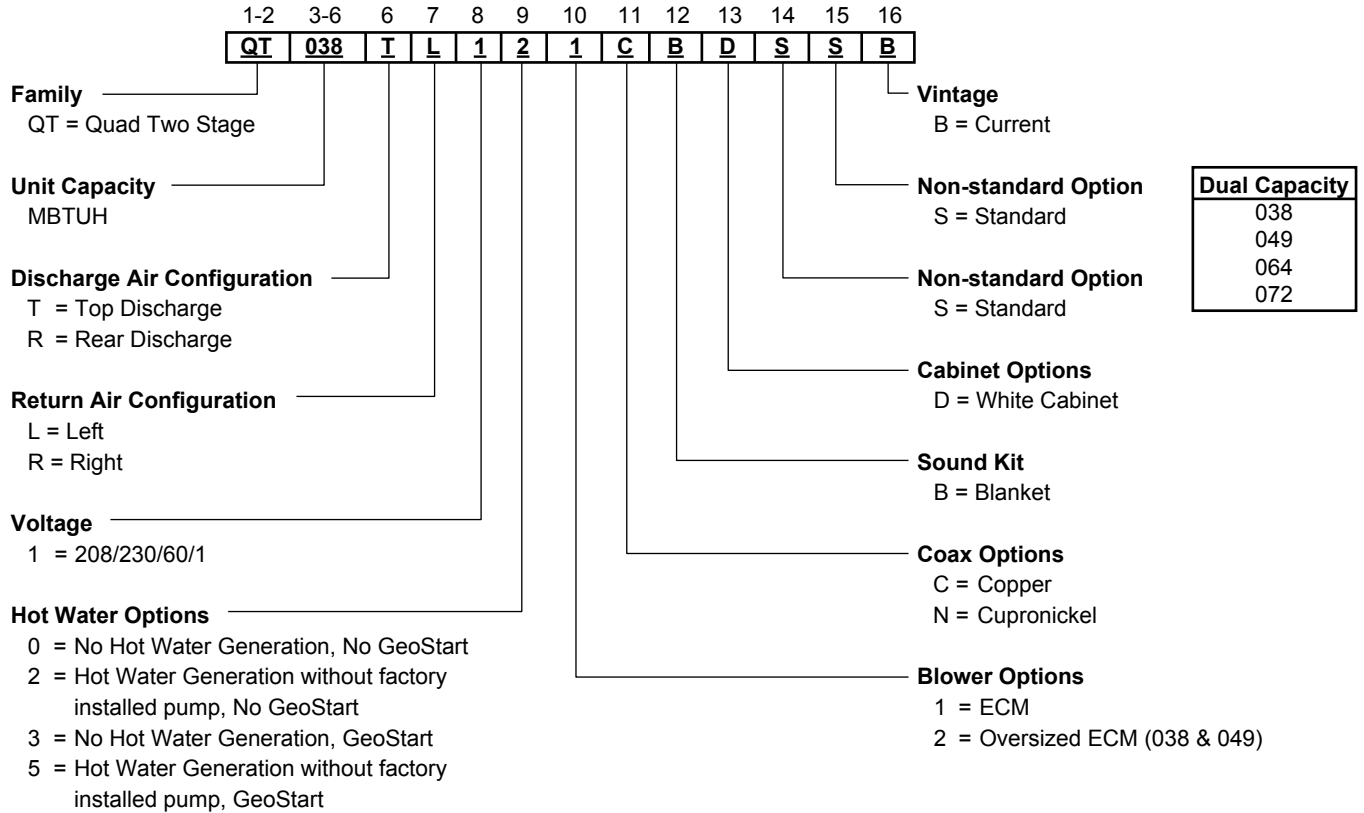 1-2 3-6 6 7 8 9 10 11 12 13 14 15 16
QT 038 T L 1 2 1 C B D S S B
Family
QT = Quad Two Stage
Unit Capacity
MBTUH
Discharge Air Configuration
T = Top Discharge
R = Rear Discharge
Return Air Configuration
L = Left
R = Right
Voltage
1 = 208/230/60/1
Hot Water Options
0 = No Hot Water Generation, No GeoStart
2 = Hot Water Generation without factory
installed pump, No GeoStart
3 = No Hot Water Generation, GeoStart
5 = Hot Water Generation without factory
installed pump, GeoStart
Vintage
B = Current
Non-standard Option
S = Standard
Non-standard Option
S = Standard
Cabinet Options
D = White Cabinet
Sound Kit
B = Blanket
Coax Options
C = Copper
N = Cupronickel
Blower Options
1 = ECM
2 = Oversized ECM (038 & 049)
Dual Capacity
038
049
064
072